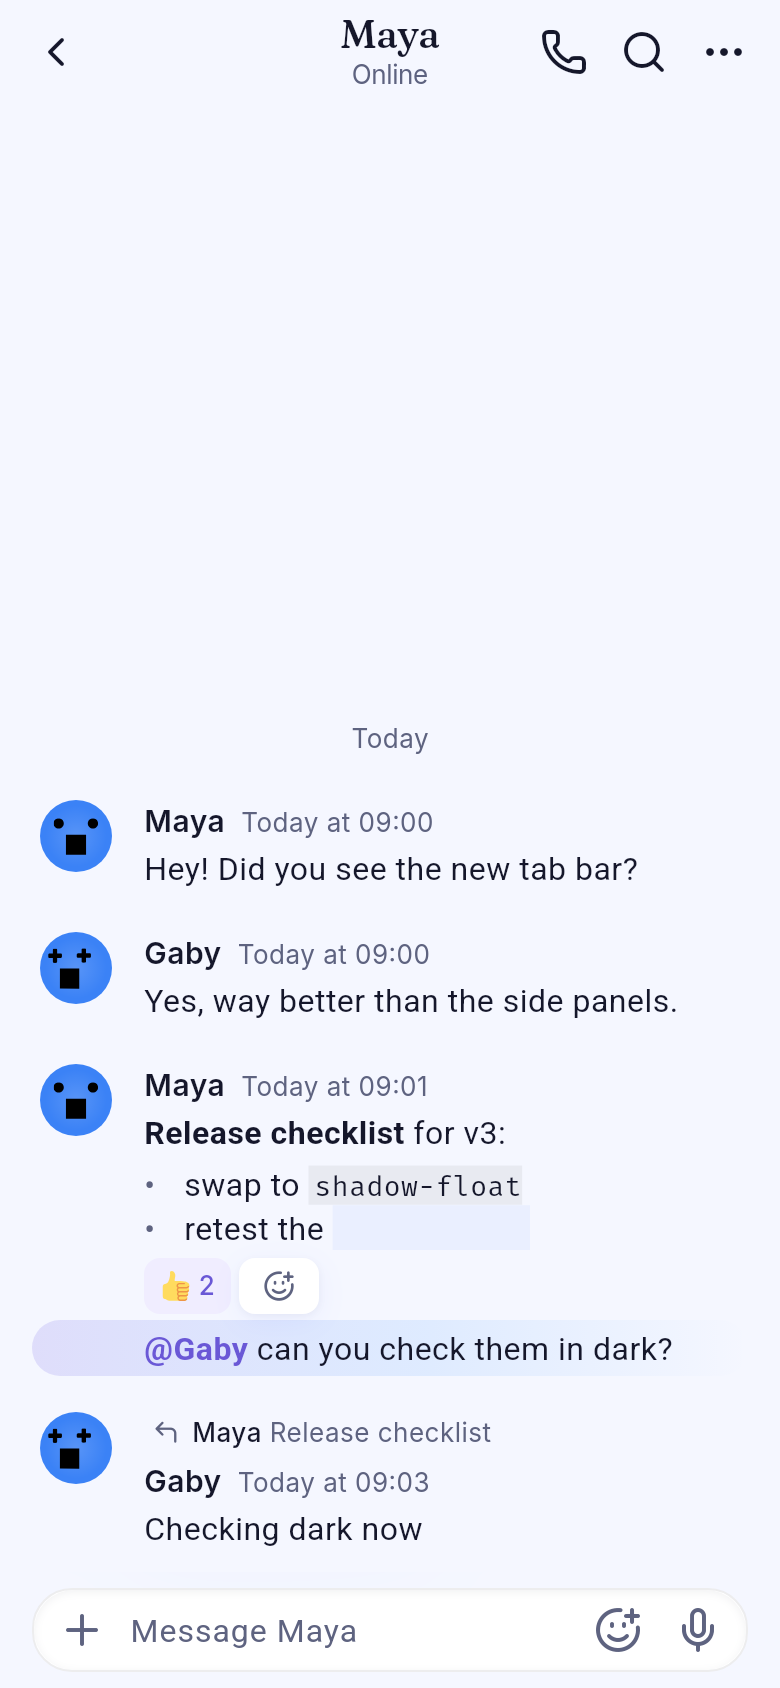 Maya
Online
Today
Maya Today at 09:00
Hey! Did you see the new tab bar?
Gaby Today at 09:00
Yes, way better than the side panels.
Maya Today at 09:01
Release checklist for v3:
• swap to shadow-float
• retest the
👍 2
@Gaby can you check them in dark?
Maya Release checklist
Gaby Today at 09:03
Checking dark now
Message Maya